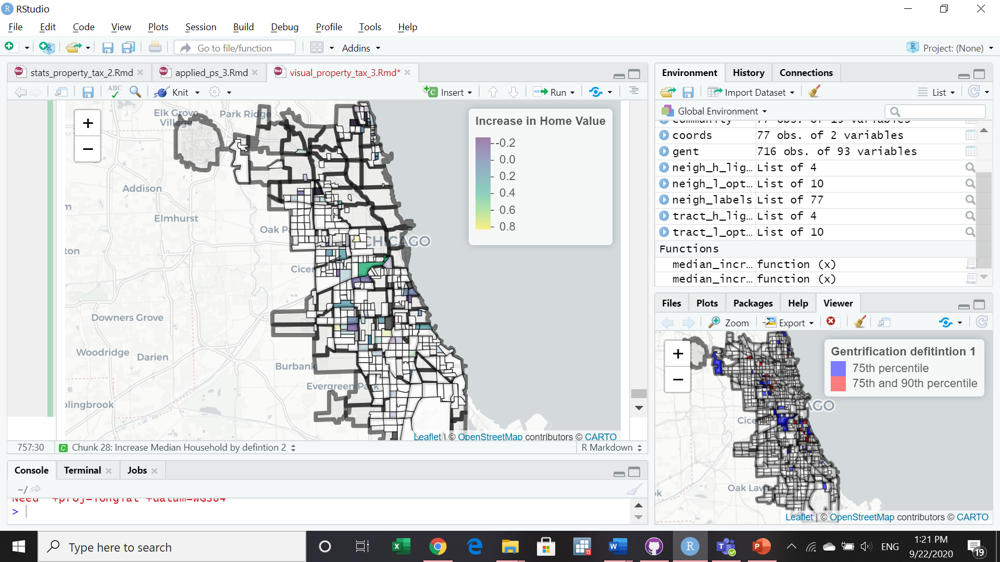 RStudio
File Edit Code View Plots Session Build Debug Profile Tools Help
Go to file/function
Addins
Project: (None)
stats_property_tax_2.Rmd
applied_ps_3.Rmd
visual_property_tax_3.Rmd*
ABC
Knit
Insert
Run
+
−
Elk Grove
Village
Park Ridge
Addison
Elmhurst
Oak Pa
CHICAGO
ton
Cicer
Downers Grove
Woodridge
Darien
Burbank
Evergreen Park
olingbrook
Increase in Home Value
-0.2
0.0
0.2
0.4
0.6
0.8
Leaflet | © OpenStreetMap contributors © CARTO
757:30
C Chunk 28: Increase Median Household by defintion 2
R Markdown
Console Terminal Jobs
~/
Need "+proj=longlat +datum=WGS84"
>
Environment History Connections
Import Dataset
List
Global Environment
community 77 obs. of 15 variables
coords 77 obs. of 2 variables
gent 716 obs. of 93 variables
neigh_h_lig… List of 4
neigh_l_opt… List of 10
neigh_labels List of 77
tract_h_lig… List of 4
tract_l_opt… List of 10
Functions
median_incr… function (x)
median_incr… function (x)
Files Plots Packages Help Viewer
Zoom
Export
+
−
Gentrification defitintion 1
75th percentile
75th and 90th percentile
AGO
Cice
Oak Law
k
Leaflet | © OpenStreetMap contributors © CARTO
Type here to search
13
ENG
1:21 PM
9/22/2020
19